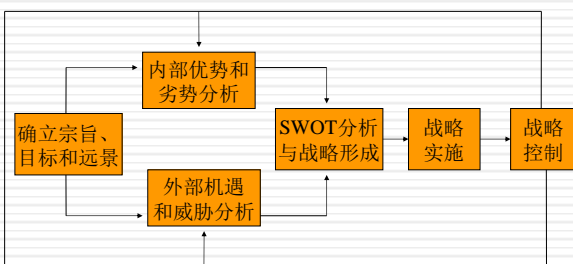 确立宗旨、
目标和远景
内部优势和
劣势分析
外部机遇
和威胁分析
SWOT分析
与战略形成
战略
实施
战略
控制